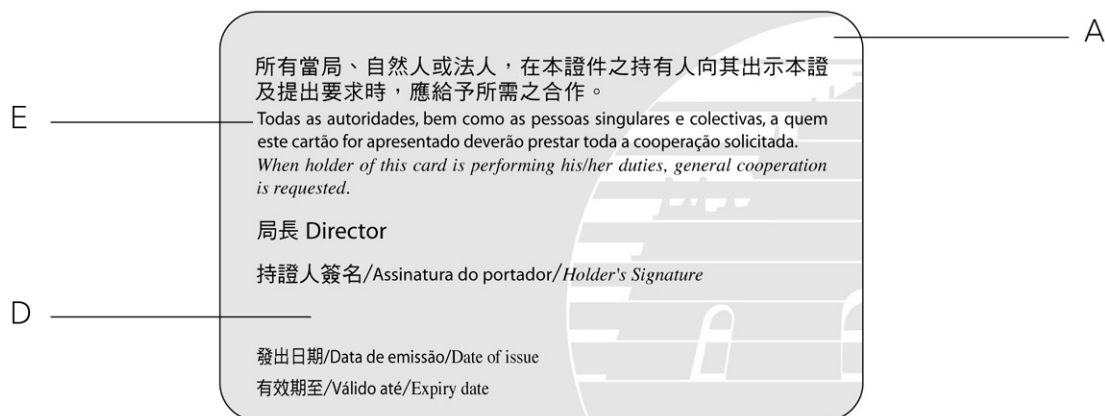 A
所有當局、自然人或法人，在本證件之持有人向其出示本證
及提出要求時，應給予所需之合作。
E
Todas as autoridades, bem como as pessoas singulares e colectivas, a quem
este cartão for apresentado deverão prestar toda a cooperação solicitada.
When holder of this card is performing his/her duties, general cooperation
is requested.
局長 Director
持證人簽名/Assinatura do portador/Holder's Signature
D
發出日期/Data de emissão/Date of issue
有效期至/Válido até/Expiry date